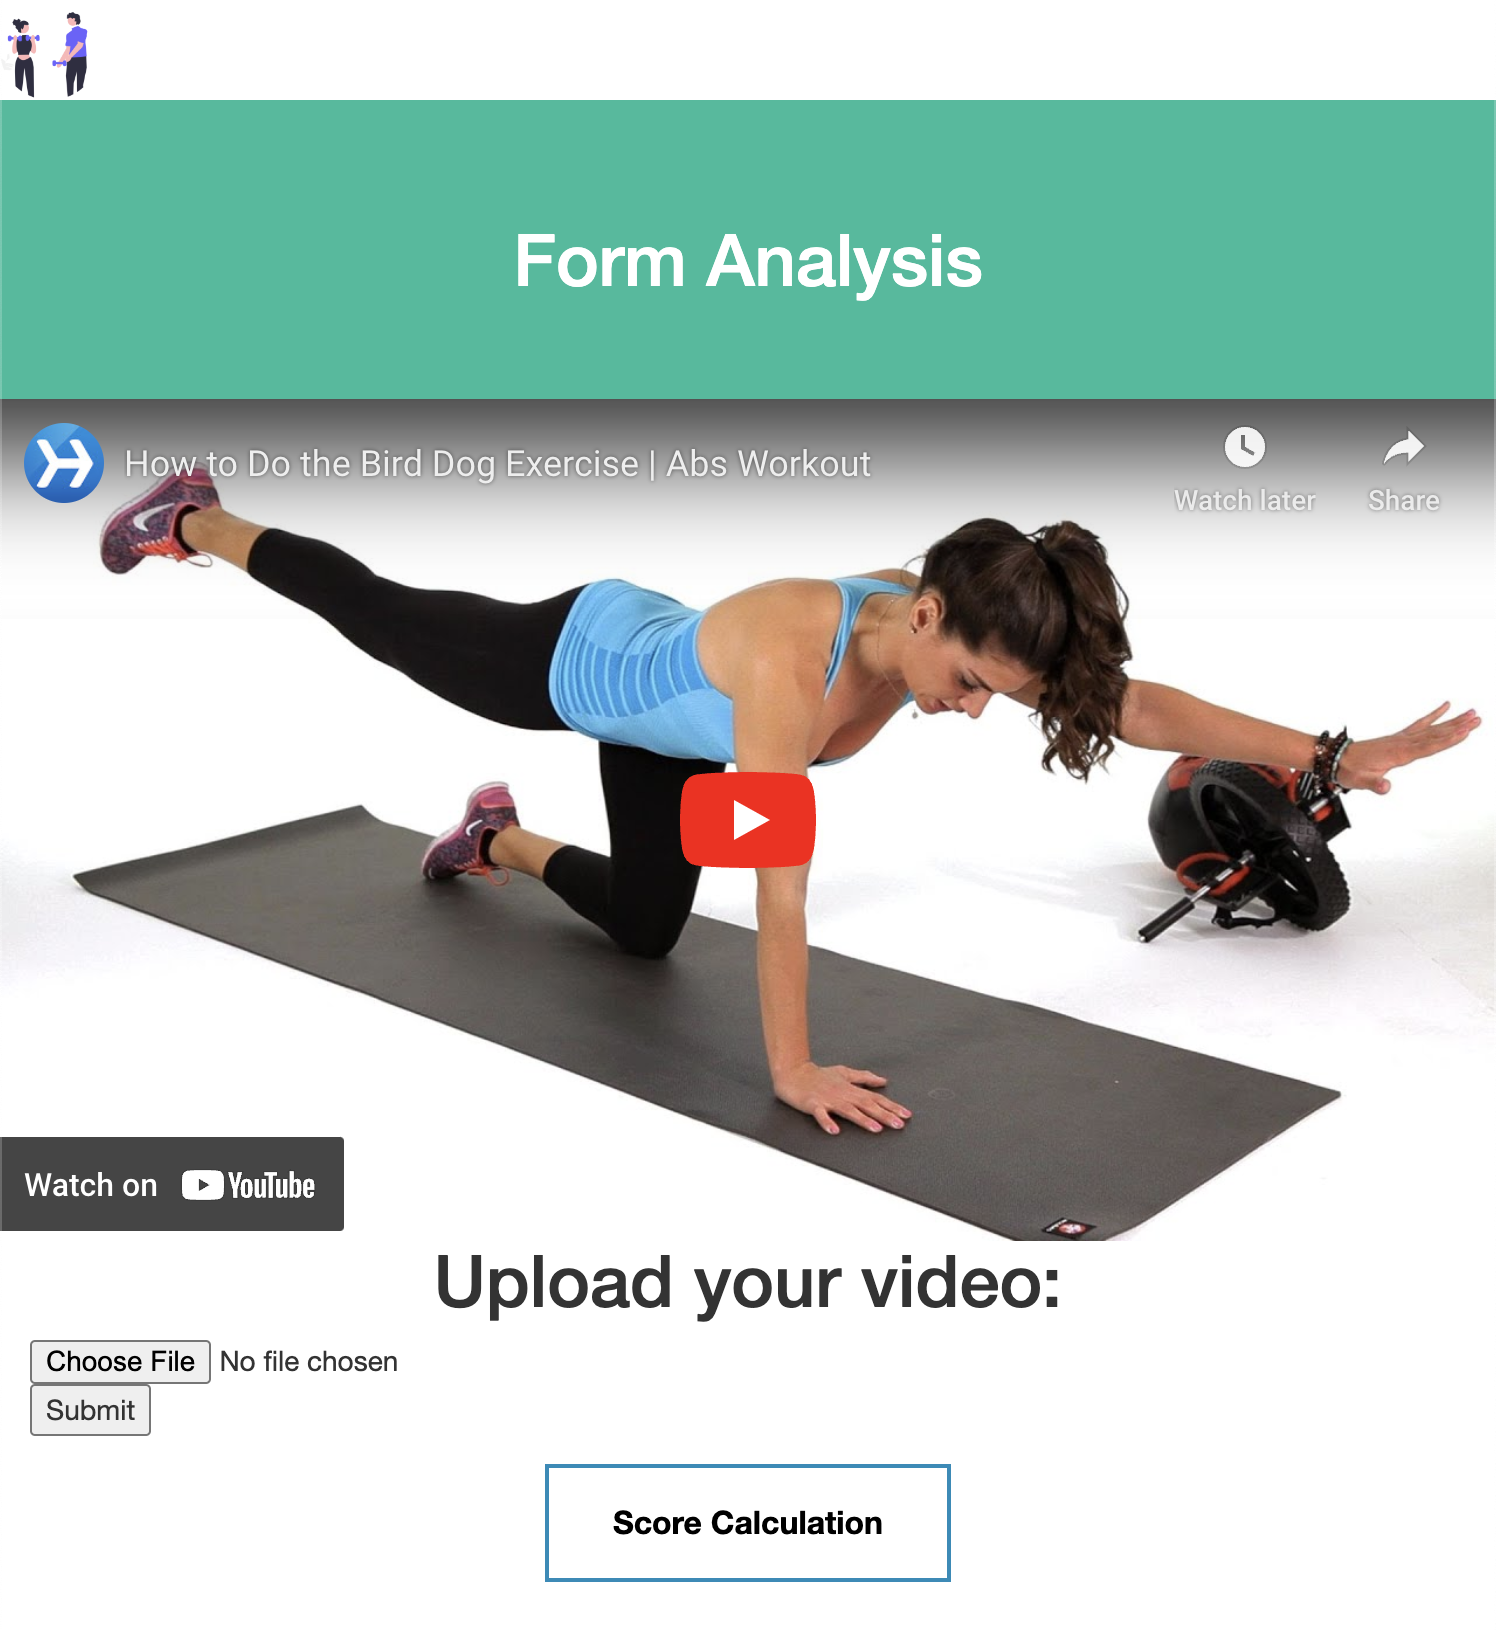 Form Analysis
How to Do the Bird Dog Exercise | Abs Workout
Watch later
Share
Watch on YouTube
Upload your video:
Choose File No file chosen
Submit
Score Calculation